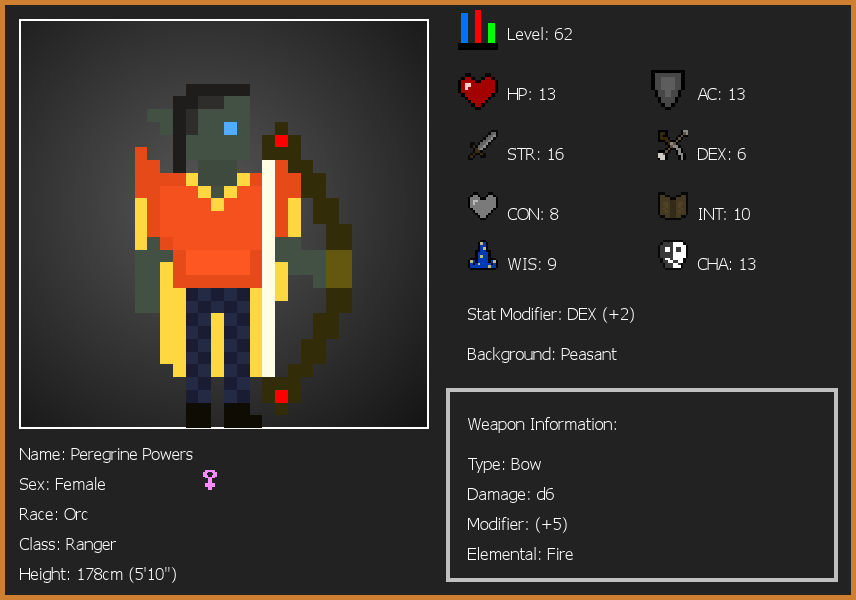 Level: 62
HP: 13
AC: 13
STR: 16
DEX: 6
CON: 8
INT: 10
WIS: 9
CHA: 13
Stat Modifier: DEX (+2)
Background: Peasant
Weapon Information:
Type: Bow
Damage: d6
Modifier: (+5)
Elemental: Fire
Name: Peregrine Powers
Sex: Female
Race: Orc
Class: Ranger
Height: 178cm (5'10")